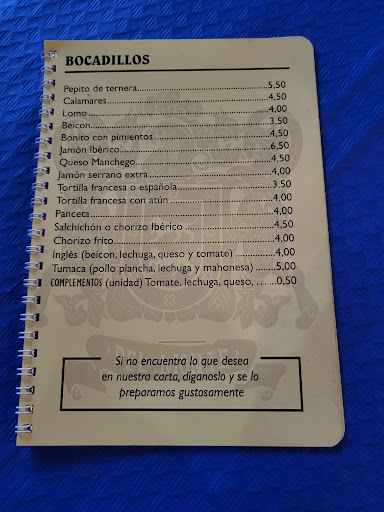 BOCADILLOS
Pepito de ternera..........................................5,50
Calamares..........................................4,50
Lomo..........................................4,00
Beicon..........................................3,50
Bonito con pimientos..........................................4,50
Jamón Ibérico..........................................6,50
Queso Manchego..........................................4,50
Jamón serrano extra..........................................4,00
Tortilla francesa o española..........................................3,50
Tortilla francesa con atún..........................................4,00
Panceta..........................................4,00
Salchichón o chorizo Ibérico..........................................4,50
Chorizo frito..........................................4,00
Inglés (beicon, lechuga, queso y tomate)....................4,00
Tumaca (pollo plancha, lechuga y mahonesa) .......5,00
COMPLEMENTOS (unidad) Tomate, lechuga, queso, . . . ...0,50
Si no encuentra lo que desea
en nuestra carta, díganoslo y se lo
preparamos gustosamente